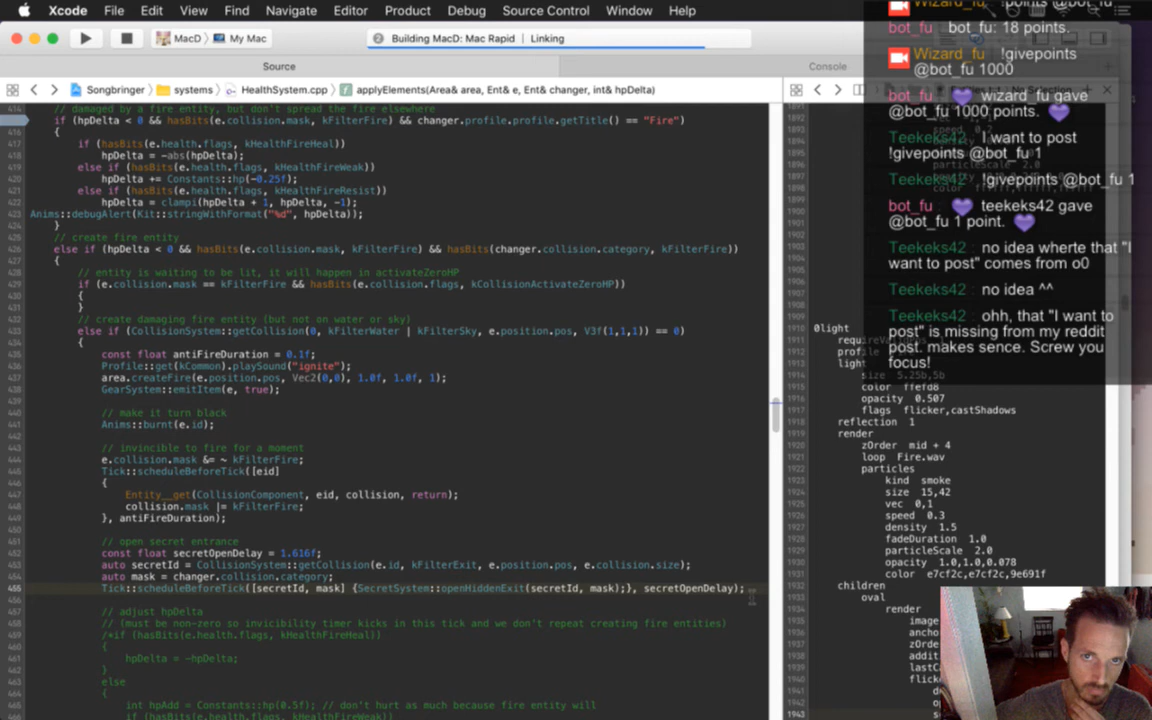 Xcode File Edit View Find Navigate Editor Product Debug Source Control Window Help
MacD My Mac
Building MacD: Mac Rapid | Linking
Source
Console
Songbringer systems HealthSystem.cpp applyElements(Area& area, Ent& e, Ent& changer, int& hpDelta)
// damaged by a fire entity, but don't spread the fire elsewhere
if (hpDelta < 0 && hasBits(e.collision.mask, kFilterFire) && changer.profile.profile.getTitle() == "Fire")
{
if (hasBits(e.health.flags, kHealthFireHeal))
hpDelta = -abs(hpDelta);
else if (hasBits(e.health.flags, kHealthFireWeak))
hpDelta += Constants::hp(-0.25f);
else if (hasBits(e.health.flags, kHealthFireResist))
hpDelta = clampi(hpDelta + 1, hpDelta, -1);
Anims::debugAlert(Kit::stringWithFormat("%d", hpDelta));
}
// create fire entity
else if (hpDelta < 0 && hasBits(e.collision.mask, kFilterFire) && hasBits(changer.collision.category, kFilterFire))
{
// entity is waiting to be lit, it will happen in activateZeroHP
if (e.collision.mask == kFilterFire && hasBits(e.collision.flags, kCollisionActivateZeroHP))
{
}
// create damaging fire entity (but not on water or sky)
else if (CollisionSystem::getCollision(0, kFilterWater | kFilterSky, e.position.pos, V3f(1,1,1)) == 0)
{
const float antiFireDuration = 0.1f;
Profile::get(kCommon).playSound("ignite");
area.createFire(e.position.pos, Vec2(0,0), 1.0f, 1.0f, 1);
GearSystem::emitItem(e, true);
// make it turn black
Anims::burnt(e.id);
// invincible to fire for a moment
e.collision.mask &= ~ kFilterFire;
Tick::scheduleBeforeTick([eid]
{
Entity__get(CollisionComponent, eid, collision, return);
collision.mask |= kFilterFire;
}, antiFireDuration);
// open secret entrance
const float secretOpenDelay = 1.616f;
auto secretId = CollisionSystem::getCollision(e.id, kFilterExit, e.position.pos, e.collision.size);
auto mask = changer.collision.category;
Tick::scheduleBeforeTick([secretId, mask] {SecretSystem::openHiddenExit(secretId, mask);}, secretOpenDelay);
// adjust hpDelta
// (must be non-zero so invicibility timer kicks in this tick and we don't repeat creating fire entities)
/*if (hasBits(e.health.flags, kHealthFireHeal))
{
hpDelta = -hpDelta;
}
else
{
int hpAdd = Constants::hp(0.5f); // don't hurt as much because fire entity will
if (hasBits(e.health.flags, kHealthFireWeak))
bot_fu bot_fu: 18 points.
Wizard_fu !givepoints
@bot_fu 1000
bot_fu wizard_fu gave
@bot_fu 1000 points.
Teekeks42 : I want to post
!givepoints @bot_fu 1
Teekeks42 : !givepoints @bot_fu 1
bot_fu teekeks42 gave
@bot_fu 1 point.
Teekeks42 : no idea wherte that "I
want to post" comes from o0
Teekeks42 : no idea ^^
Teekeks42 : ohh, that "I want to
post" is missing from my reddit
post. makes sence. Screw you
focus!
0light
profile
light
size 5.25b,5b
color ffefd8
opacity 0.507
flags flicker,castShadows
reflection 1
render
zOrder mid + 4
loop Fire.wav
particles
kind smoke
size 15,42
vec 0,1
speed 0.3
density 1.5
fadeDuration 1.0
particleScale 2.0
opacity 1.0,1.0,0.078
color e7cf2c,e7cf2c,9e691f
children
oval
render